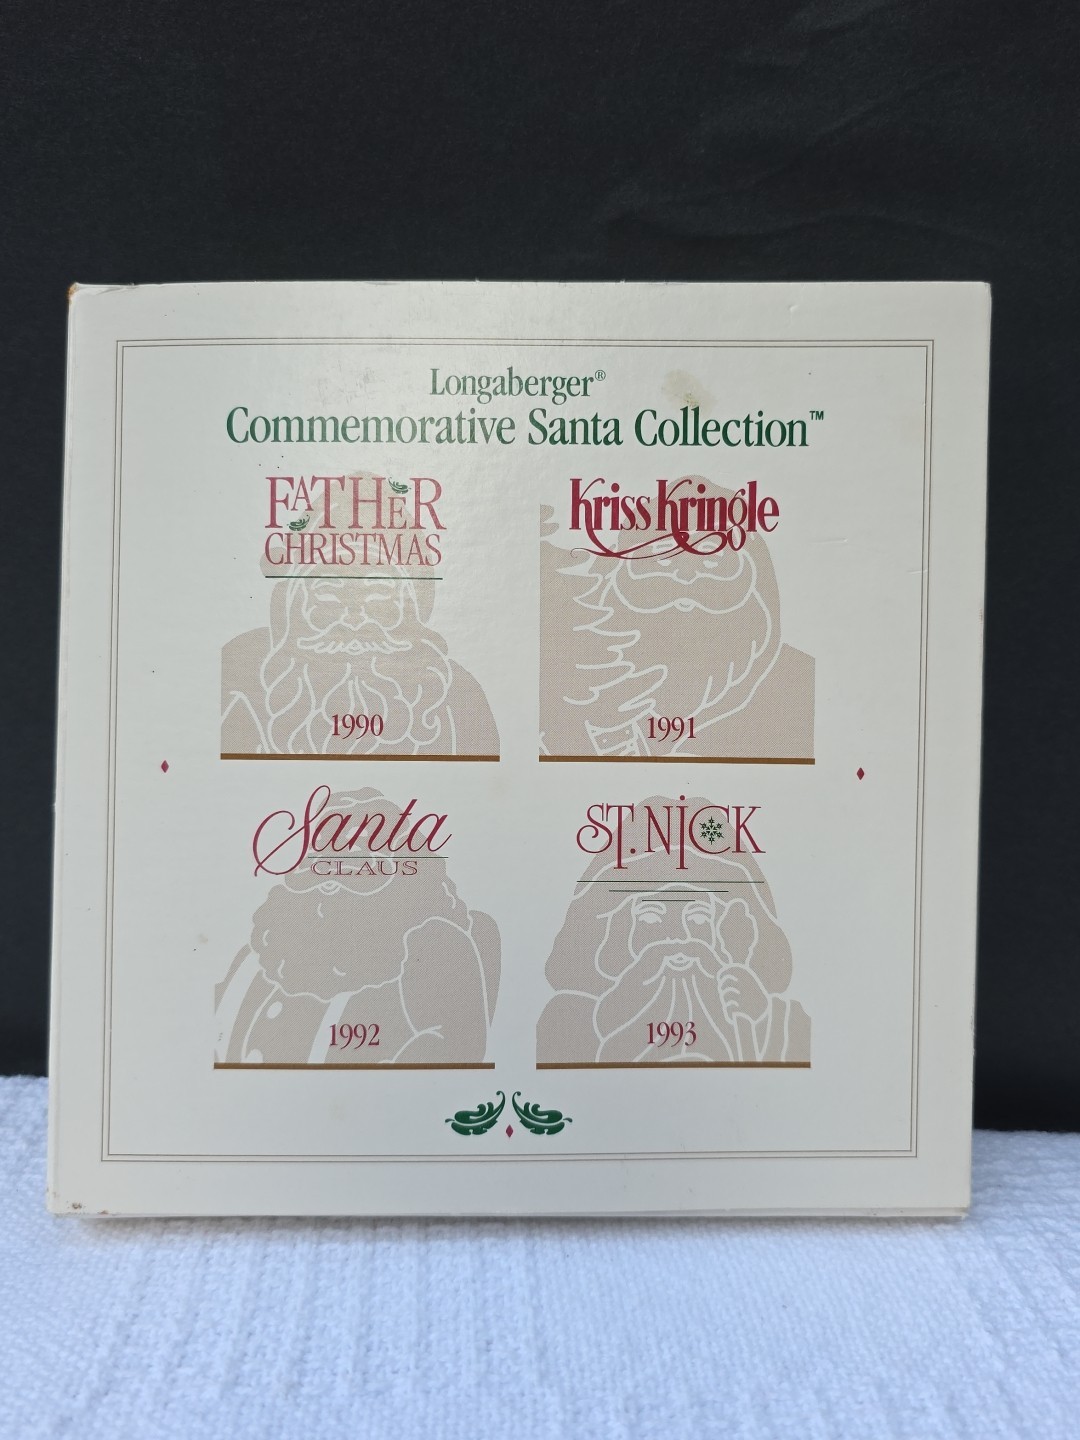 Longaberger®
Commemorative Santa Collection™
FATHER
CHRISTMAS
1990
Kriss Kringle
1991
Santa
CLAUS
1992
ST. NICK
1993